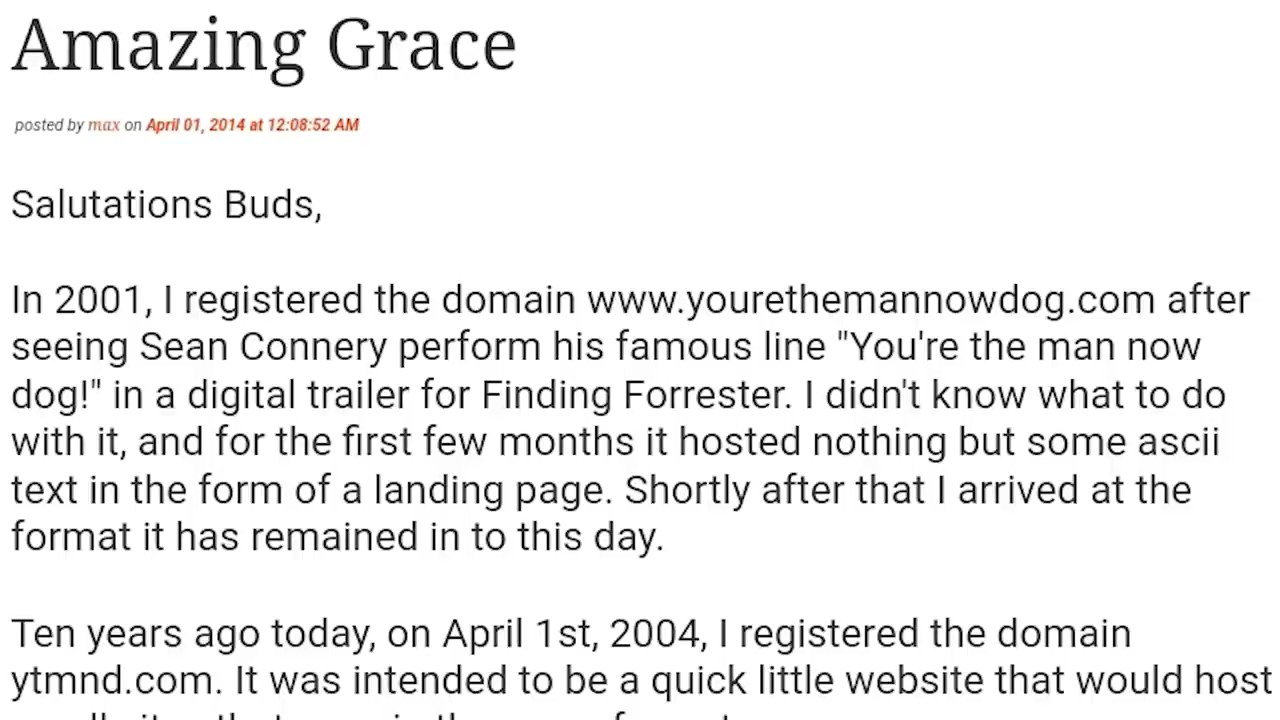 Amazing Grace
posted by max on April 01, 2014 at 12:08:52 AM
Salutations Buds,
In 2001, I registered the domain www.yourethemannowdog.com after
seeing Sean Connery perform his famous line "You're the man now
dog!" in a digital trailer for Finding Forrester. I didn't know what to do
with it, and for the first few months it hosted nothing but some ascii
text in the form of a landing page. Shortly after that I arrived at the
format it has remained in to this day.
Ten years ago today, on April 1st, 2004, I registered the domain
ytmnd.com. It was intended to be a quick little website that would host